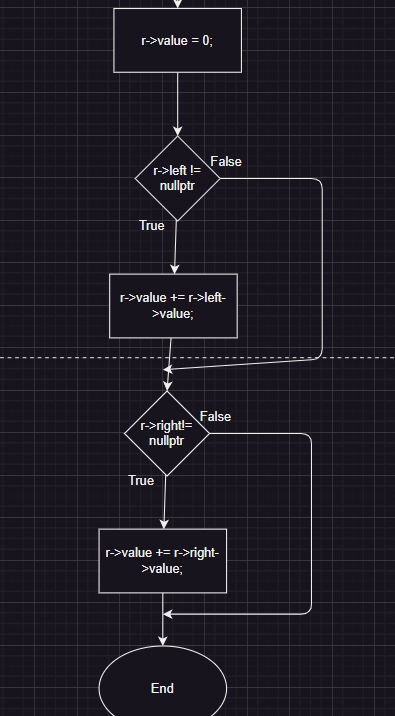 r->value = 0;
r->left !=
nullptr
False
True
r->value += r->left-
>value;
r->right!=
nullptr
False
True
r->value += r->right-
>value;
End